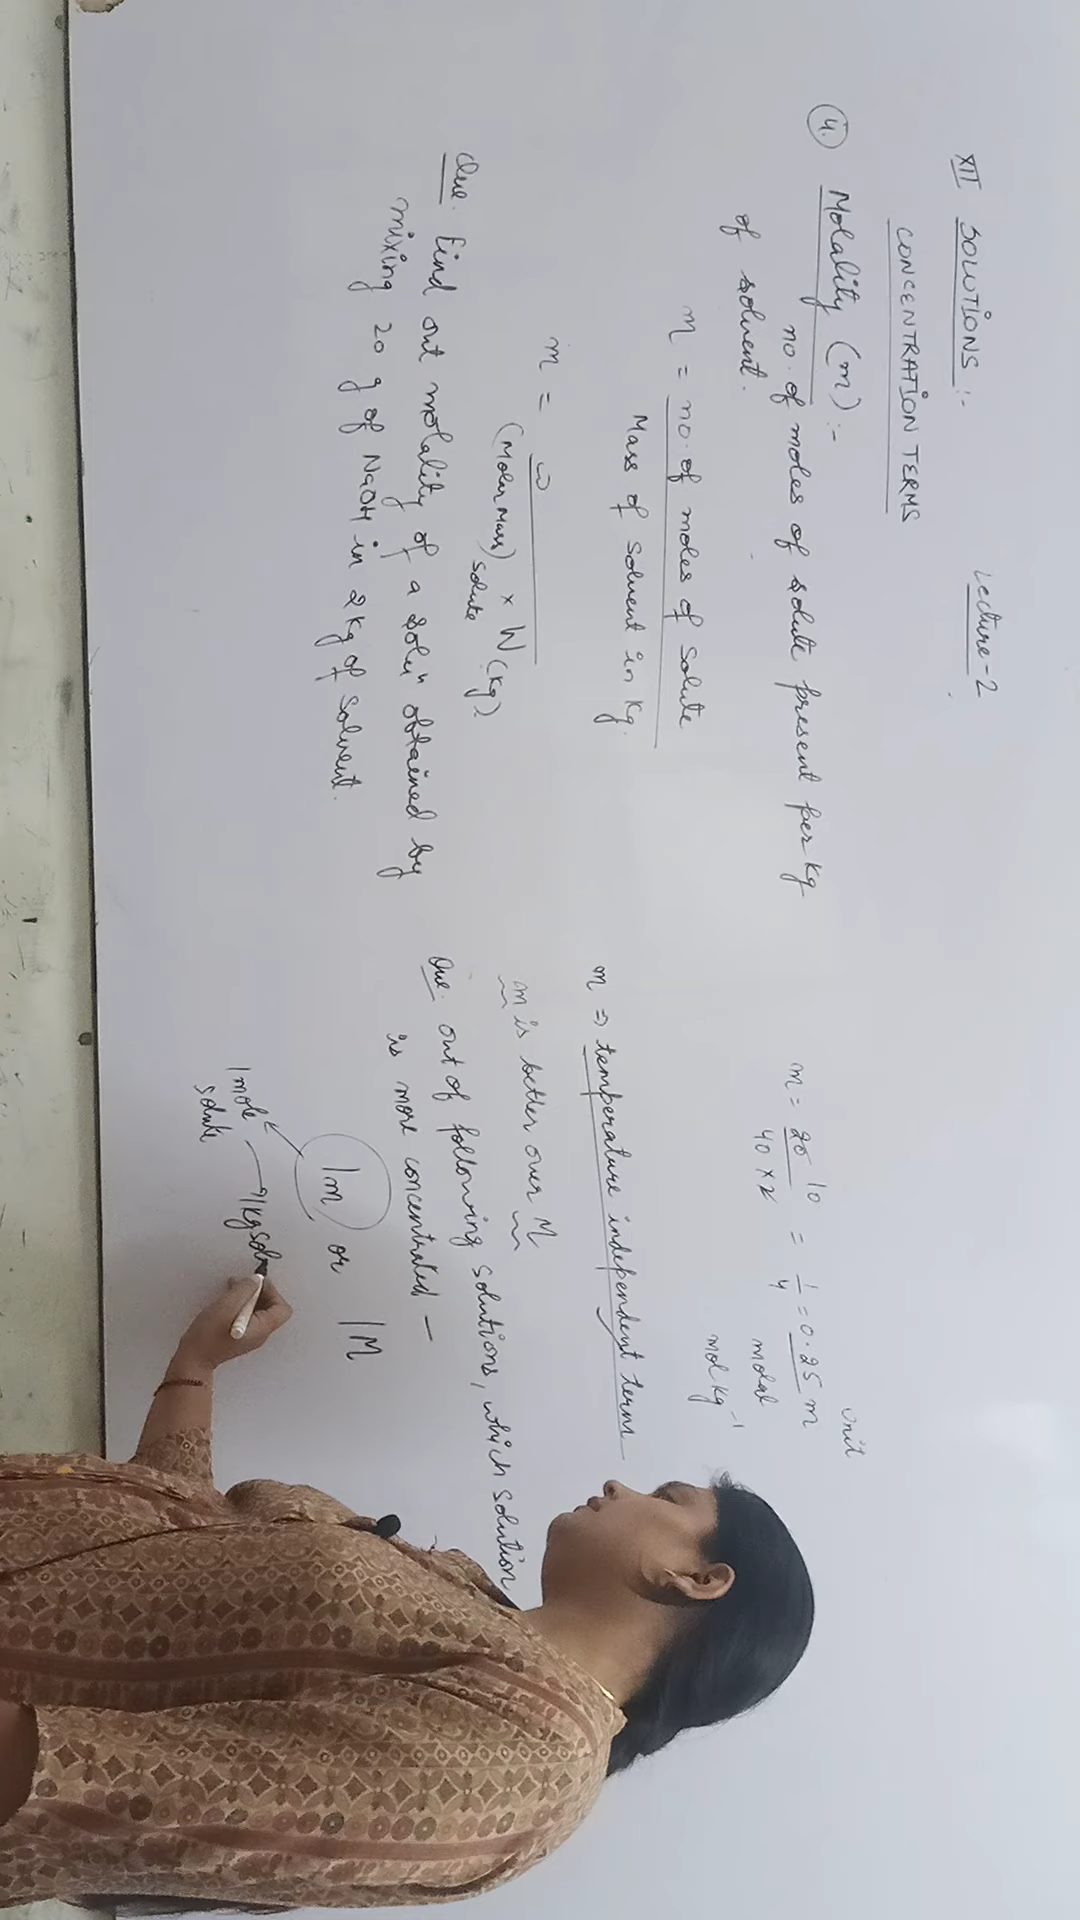 XII SOLUTIONS :- Lecture-2
CONCENTRATION TERMS
4. Molality (m) :-
no. of moles of solute present per kg
of solvent.
m = no. of moles of solute
Mass of solvent in kg.
m = w
(Molar Mass)solute × W(kg)
Que. Find out molality of a soluⁿ obtained by
mixing 20 g of NaOH in 2 kg of solvent.
unit
m = 20 10 = 1 = 0.25 m
40 × 2 4
molal
mol kg⁻¹
m ⇒ temperature independent term
m is better over M
Que. out of following solutions, which solution
is more concentrated –
1m or 1M
1 mole
solute
1kg solv